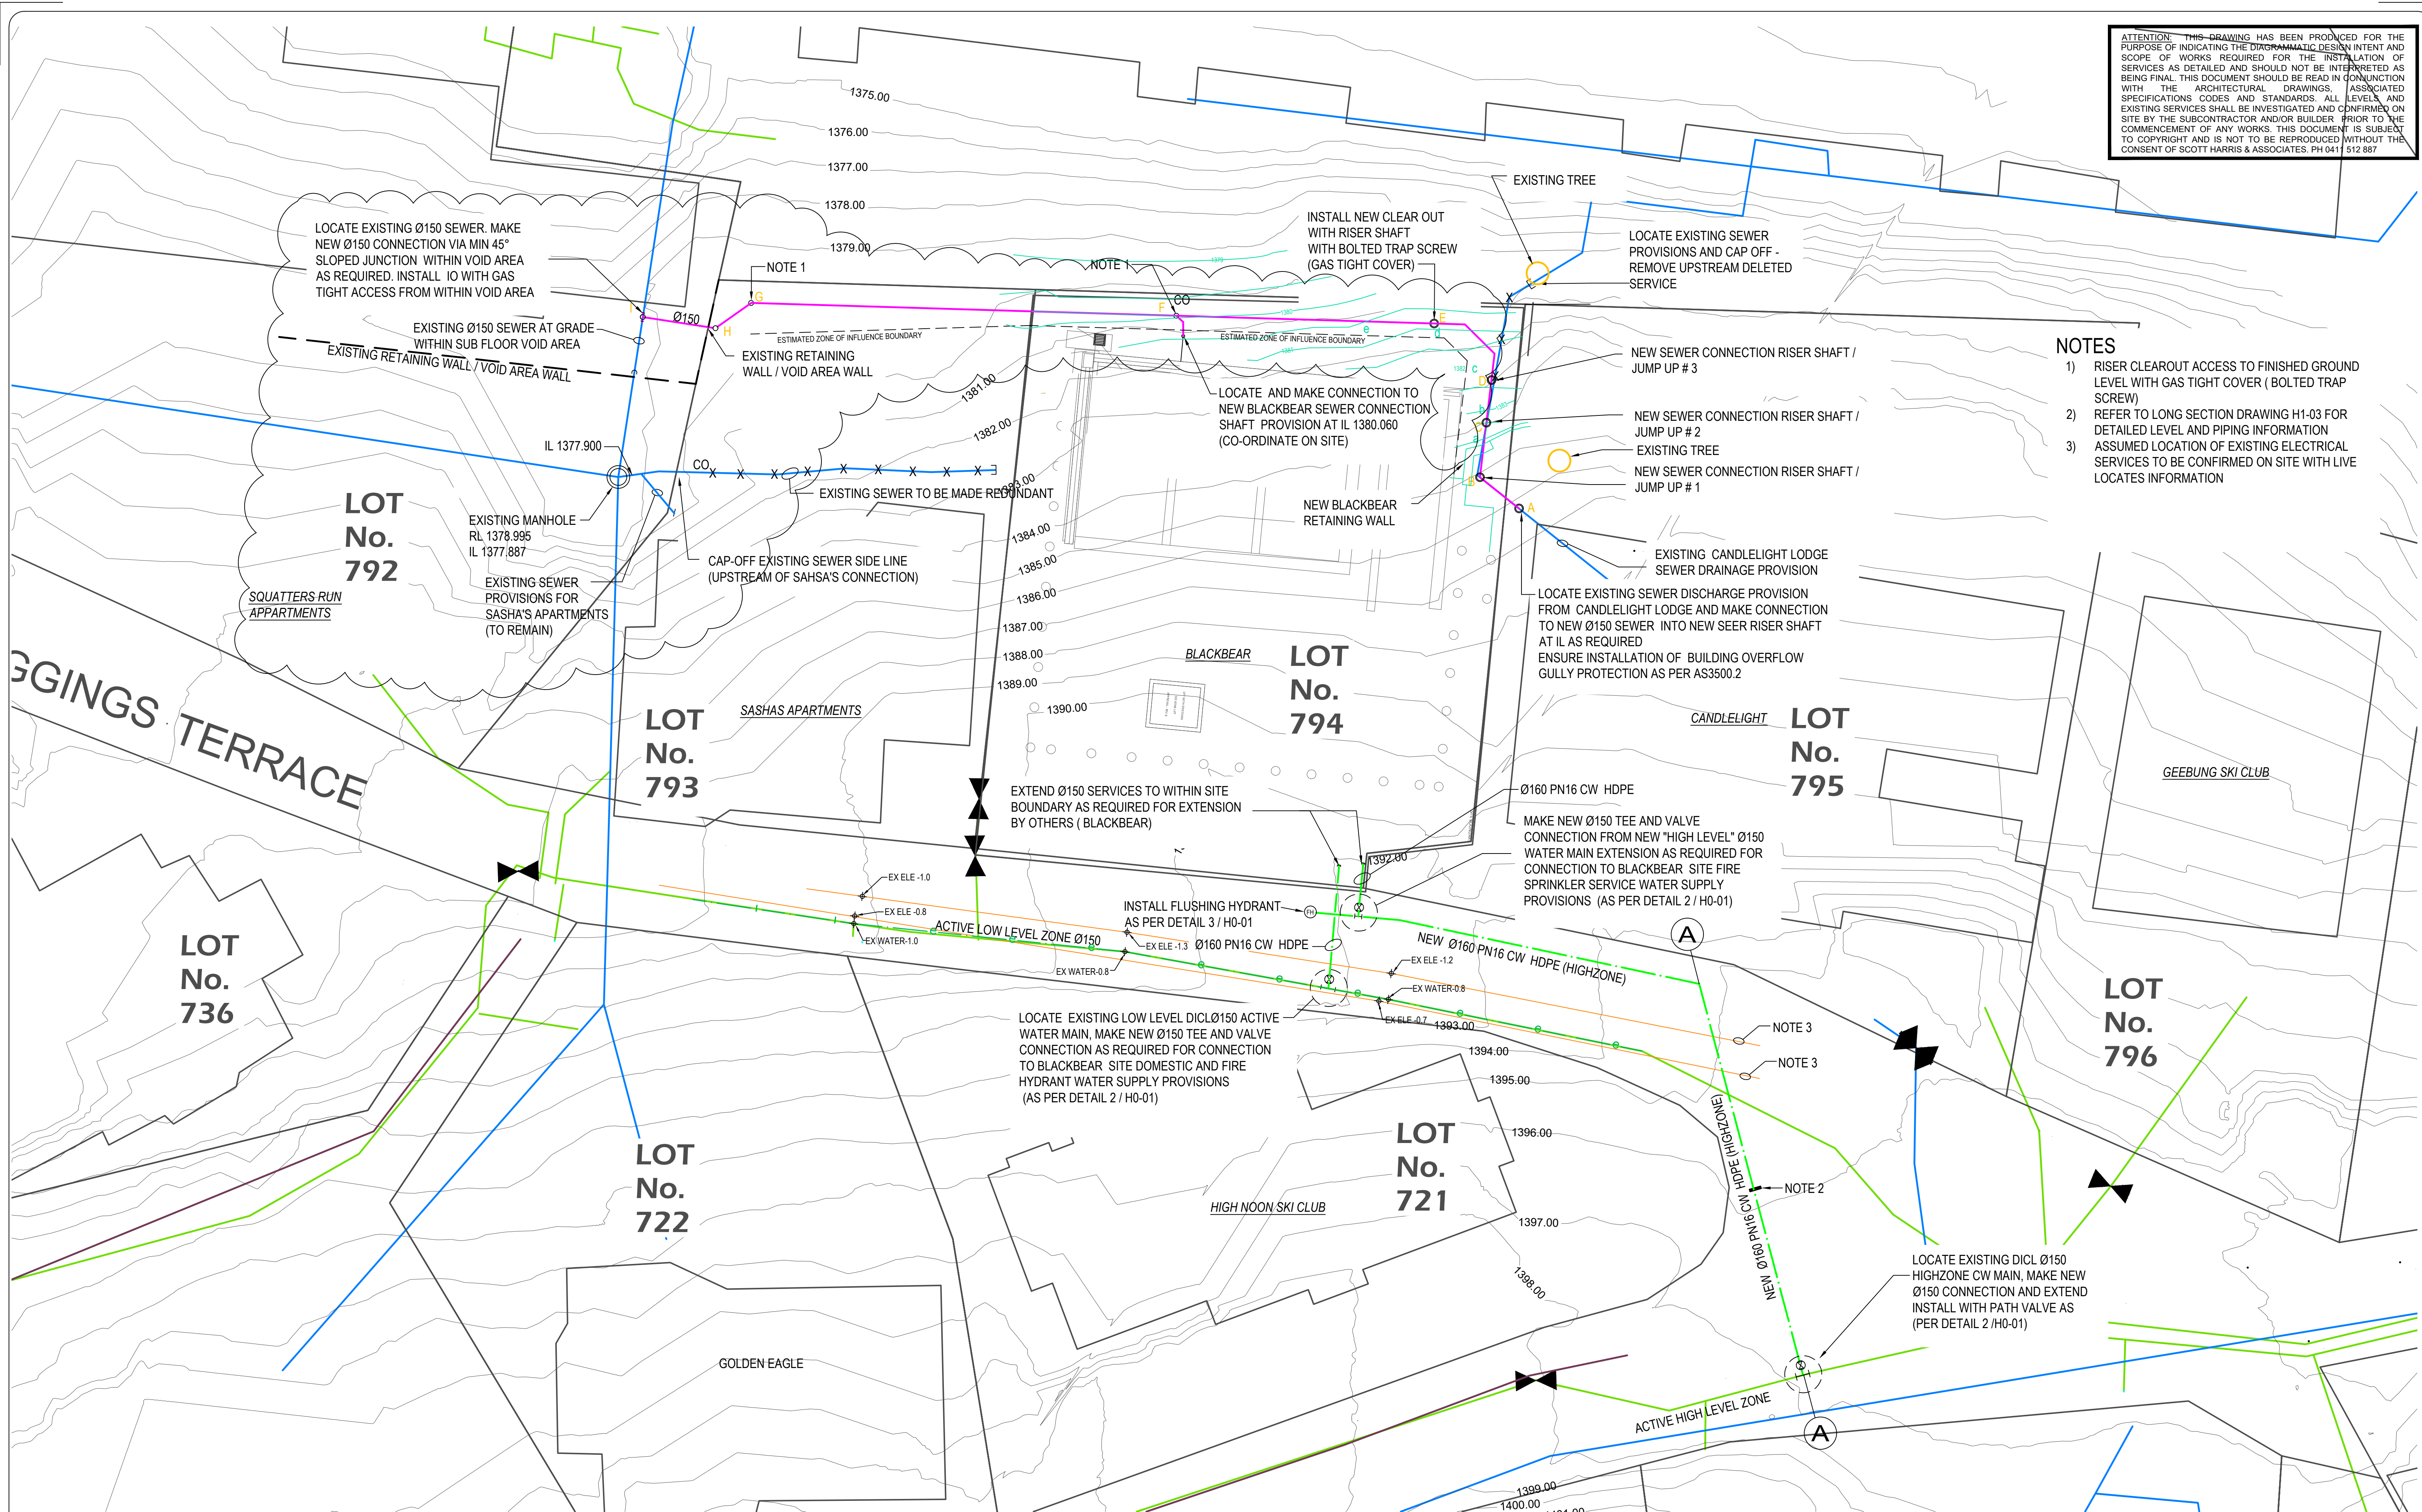 ATTENTION: THIS DRAWING HAS BEEN PRODUCED FOR THE
PURPOSE OF INDICATING THE DIAGRAMMATIC DESIGN INTENT AND
SCOPE OF WORKS REQUIRED FOR THE INSTALLATION OF
SERVICES AS DETAILED AND SHOULD NOT BE INTERPRETED AS
BEING FINAL. THIS DOCUMENT SHOULD BE READ IN CONJUNCTION
WITH THE ARCHITECTURAL DRAWINGS, ASSOCIATED
SPECIFICATIONS CODES AND STANDARDS. ALL LEVELS AND
EXISTING SERVICES SHALL BE INVESTIGATED AND CONFIRMED ON
SITE BY THE SUBCONTRACTOR AND/OR BUILDER PRIOR TO THE
COMMENCEMENT OF ANY WORKS. THIS DOCUMENT IS SUBJECT
TO COPYRIGHT AND IS NOT TO BE REPRODUCED WITHOUT THE
CONSENT OF SCOTT HARRIS & ASSOCIATES. PH 0411 512 887
1375.00
1376.00
1377.00
1378.00
1379.00
EXISTING TREE
LOCATE EXISTING Ø150 SEWER. MAKE
NEW Ø150 CONNECTION VIA MIN 45°
SLOPED JUNCTION WITHIN VOID AREA
AS REQUIRED. INSTALL IO WITH GAS
TIGHT ACCESS FROM WITHIN VOID AREA
INSTALL NEW CLEAR OUT
WITH RISER SHAFT
WITH BOLTED TRAP SCREW
(GAS TIGHT COVER)
LOCATE EXISTING SEWER
PROVISIONS AND CAP OFF -
REMOVE UPSTREAM DELETED
SERVICE
NOTE 1
NOTE 1
1379
G
F
CO
I
Ø150
H
1380
E
e
d
EXISTING Ø150 SEWER AT GRADE
WITHIN SUB FLOOR VOID AREA
EXISTING RETAINING WALL / VOID AREA WALL
ESTIMATED ZONE OF INFLUENCE BOUNDARY
ESTIMATED ZONE OF INFLUENCE BOUNDARY
1381
EXISTING RETAINING
WALL / VOID AREA WALL
1382
c
D
NEW SEWER CONNECTION RISER SHAFT /
JUMP UP # 3
NOTES
1) RISER CLEAROUT ACCESS TO FINISHED GROUND
LEVEL WITH GAS TIGHT COVER ( BOLTED TRAP
SCREW)
2) REFER TO LONG SECTION DRAWING H1-03 FOR
DETAILED LEVEL AND PIPING INFORMATION
3) ASSUMED LOCATION OF EXISTING ELECTRICAL
SERVICES TO BE CONFIRMED ON SITE WITH LIVE
LOCATES INFORMATION
1381.00
1382.00
1383.00
1384.00
1385.00
1386.00
1387.00
1388.00
1389.00
1390.00
LOCATE AND MAKE CONNECTION TO
NEW BLACKBEAR SEWER CONNECTION
SHAFT PROVISION AT IL 1380.060
(CO-ORDINATE ON SITE)
b
1383
C
a
B
A
NEW SEWER CONNECTION RISER SHAFT /
JUMP UP # 2
EXISTING TREE
NEW SEWER CONNECTION RISER SHAFT /
JUMP UP # 1
IL 1377.900
CO
X X X X X X X X X
X X X
EXISTING SEWER TO BE MADE REDUNDANT
NEW BLACKBEAR
RETAINING WALL
LOT
No.
792
EXISTING MANHOLE
RL 1378.995
IL 1377.887
CAP-OFF EXISTING SEWER SIDE LINE
(UPSTREAM OF SAHSA'S CONNECTION)
EXISTING SEWER
PROVISIONS FOR
SASHA'S APARTMENTS
(TO REMAIN)
SQUATTERS RUN
APPARTMENTS
EXISTING CANDLELIGHT LODGE
SEWER DRAINAGE PROVISION
LOCATE EXISTING SEWER DISCHARGE PROVISION
FROM CANDLELIGHT LODGE AND MAKE CONNECTION
TO NEW Ø150 SEWER INTO NEW SEER RISER SHAFT
AT IL AS REQUIRED
ENSURE INSTALLATION OF BUILDING OVERFLOW
GULLY PROTECTION AS PER AS3500.2
GGINGS TERRACE
SASHAS APARTMENTS
LOT
No.
793
BLACKBEAR
LOT
No.
794
CANDLELIGHT
LOT
No.
795
GEEBUNG SKI CLUB
EXTEND Ø150 SERVICES TO WITHIN SITE
BOUNDARY AS REQUIRED FOR EXTENSION
BY OTHERS ( BLACKBEAR)
Ø160 PN16 CW HDPE
MAKE NEW Ø150 TEE AND VALVE
CONNECTION FROM NEW "HIGH LEVEL" Ø150
WATER MAIN EXTENSION AS REQUIRED FOR
CONNECTION TO BLACKBEAR SITE FIRE
SPRINKLER SERVICE WATER SUPPLY
PROVISIONS (AS PER DETAIL 2 / H0-01)
1392.00
EX ELE -1.0
EX ELE -0.8
EX WATER-1.0
ACTIVE LOW LEVEL ZONE Ø150
INSTALL FLUSHING HYDRANT
AS PER DETAIL 3 / H0-01
FH
EX ELE -1.3
Ø160 PN16 CW HDPE
EX WATER-0.8
NEW Ø160 PN16 CW HDPE (HIGHZONE)
EX ELE -1.2
EX WATER-0.8
EX ELE -0.7
A
LOT
No.
736
LOT
No.
796
1393.00
1394.00
1395.00
1396.00
1397.00
1398.00
NOTE 3
NOTE 3
LOCATE EXISTING LOW LEVEL DICLØ150 ACTIVE
WATER MAIN, MAKE NEW Ø150 TEE AND VALVE
CONNECTION AS REQUIRED FOR CONNECTION
TO BLACKBEAR SITE DOMESTIC AND FIRE
HYDRANT WATER SUPPLY PROVISIONS
(AS PER DETAIL 2 / H0-01)
LOT
No.
722
HIGH NOON SKI CLUB
LOT
No.
721
NEW Ø160 PN16 CW HDPE (HIGHZONE)
NOTE 2
LOCATE EXISTING DICL Ø150
HIGHZONE CW MAIN, MAKE NEW
Ø150 CONNECTION AND EXTEND
INSTALL WITH PATH VALVE AS
(PER DETAIL 2 /H0-01)
GOLDEN EAGLE
ACTIVE HIGH LEVEL ZONE
A
1399.00
1400.00